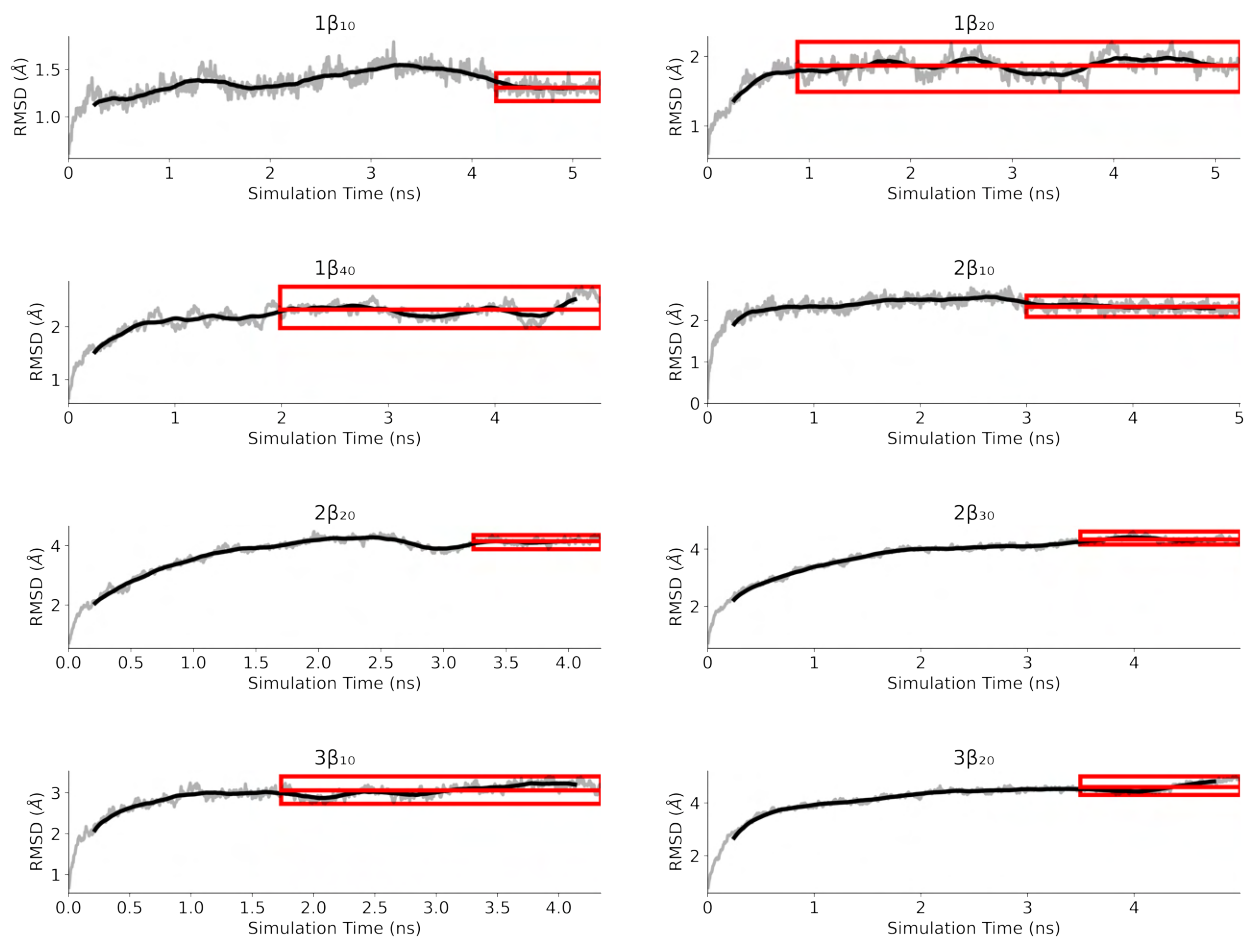 1β₁₀
RMSD (Å)
1.5
1.0
0 1 2 3 4 5
Simulation Time (ns)
1β₂₀
RMSD (Å)
2
1
0 1 2 3 4 5
Simulation Time (ns)
1β₄₀
RMSD (Å)
2
1
0 1 2 3 4
Simulation Time (ns)
2β₁₀
RMSD (Å)
2
1
0
0 1 2 3 4 5
Simulation Time (ns)
2β₂₀
RMSD (Å)
4
2
0.0 0.5 1.0 1.5 2.0 2.5 3.0 3.5 4.0
Simulation Time (ns)
2β₃₀
RMSD (Å)
4
2
0 1 2 3 4
Simulation Time (ns)
3β₁₀
RMSD (Å)
3
2
1
0.0 0.5 1.0 1.5 2.0 2.5 3.0 3.5 4.0
Simulation Time (ns)
3β₂₀
RMSD (Å)
4
2
0 1 2 3 4
Simulation Time (ns)